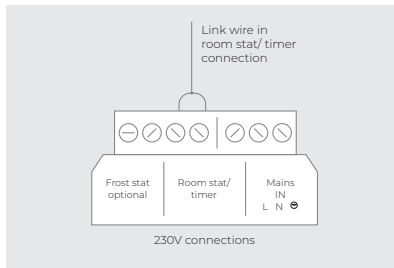 Link wire in
room stat/ timer
connection
Frost stat
optional
Room stat/
timer
Mains
IN
L N
230V connections